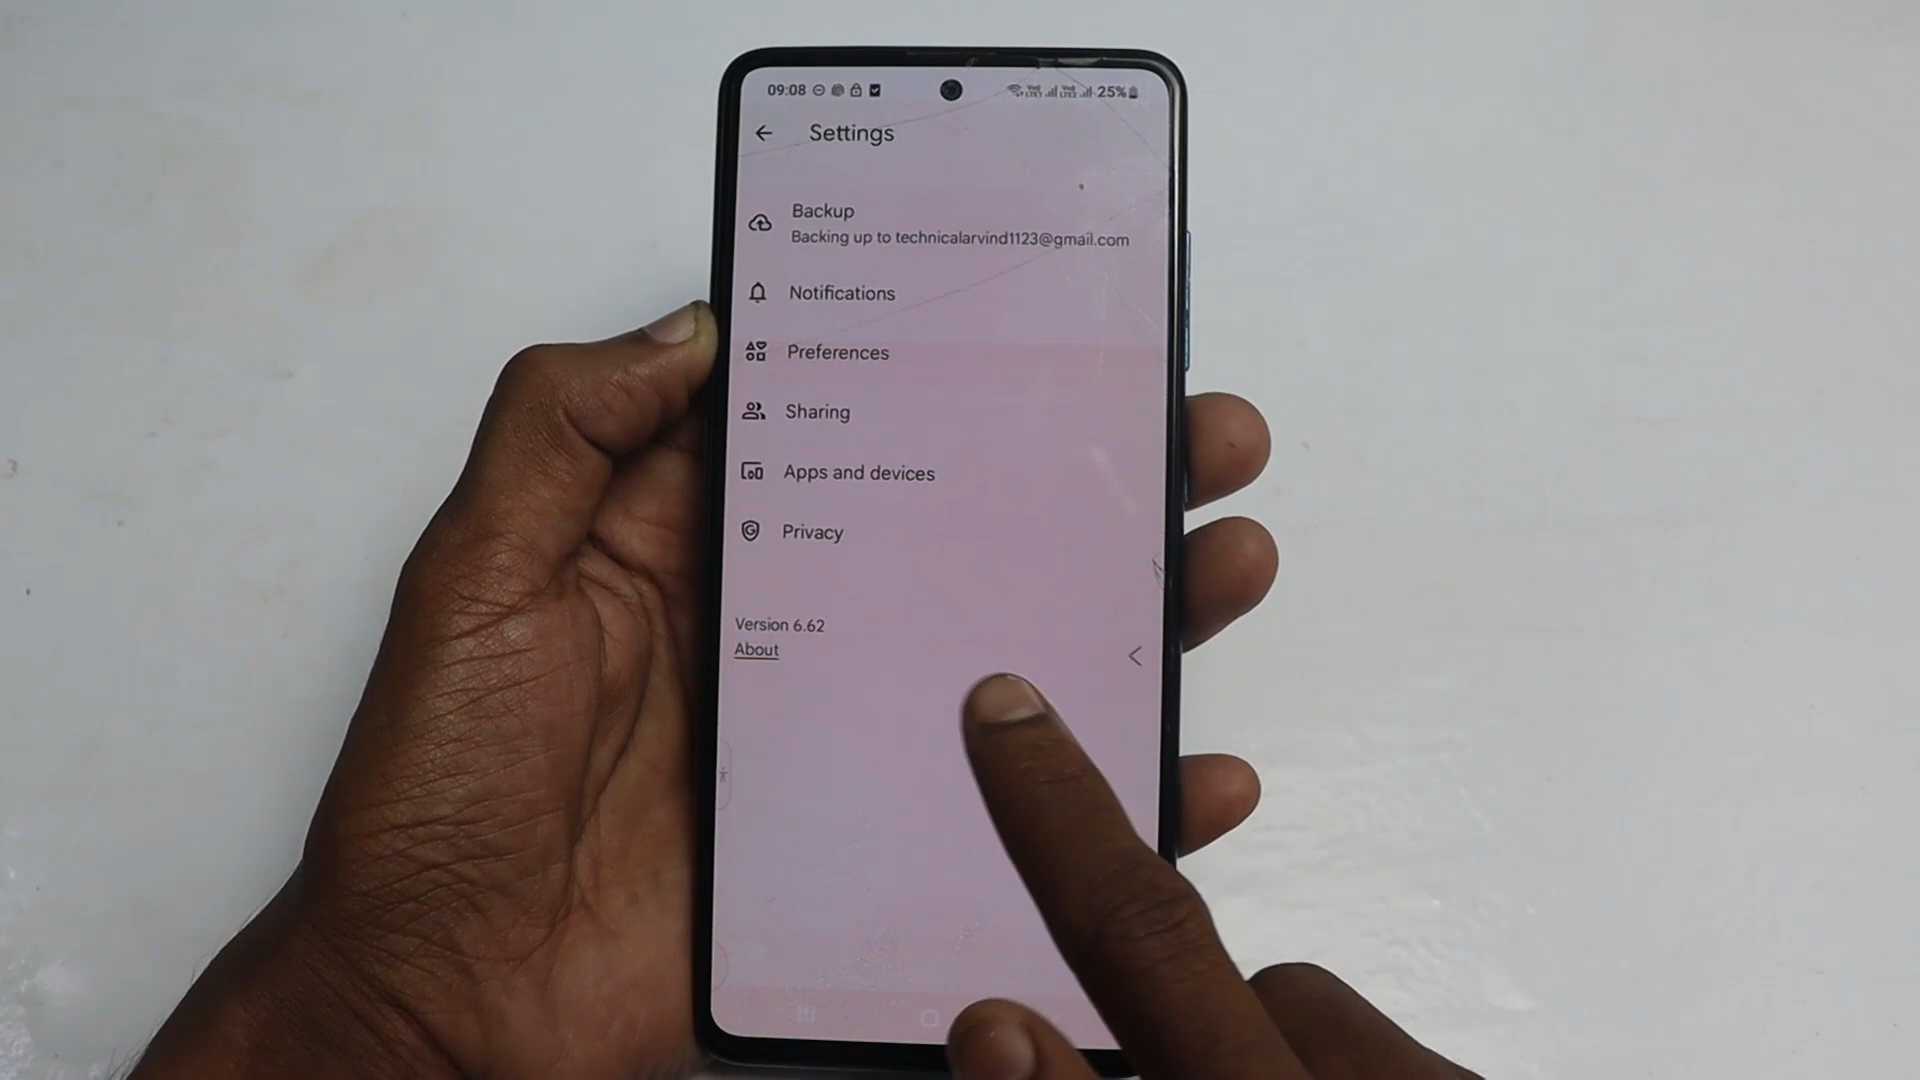 09:08 25%
Settings
Backup
Backing up to technicalarvind1123@gmail.com
Notifications
Preferences
Sharing
Apps and devices
Privacy
Version 6.62
About